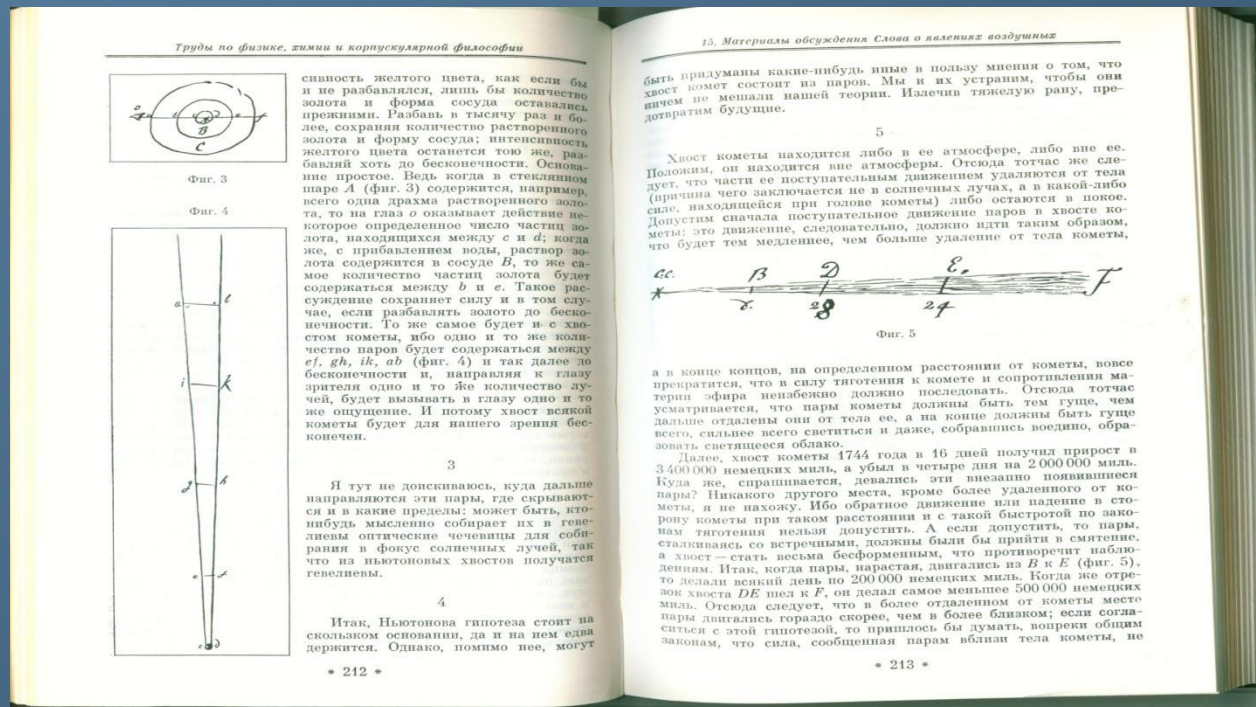 Труды по физике, химии и корпускулярной философии
B
C
Фиг. 3
Фиг. 4
a
b
i
k
g
h
e
f
сивность желтого цвета, как если бы
и не разбавлялся, лишь бы количество
золота и форма сосуда оставались
прежними. Разбавь в тысячу раз и бо-
лее, сохраняя количество растворенного
золота и форму сосуда; интенсивность
желтого цвета останется тою же, раз-
бавляй хоть до бесконечности. Основа-
ние простое. Ведь когда в стеклянном
шаре A (фиг. 3) содержится, например,
всего одна драхма растворенного золо-
та, то на глаз o оказывает действие не-
которое определенное число частиц зо-
лота, находящихся между c и d; когда
же, с прибавлением воды, раствор зо-
лота содержится в сосуде B, то же са-
мое количество частиц золота будет
содержаться между b и e. Такое рас-
суждение сохраняет силу и в том слу-
чае, если разбавлять золото до беско-
нечности. То же самое будет и с хво-
стом кометы, ибо одно и то же коли-
чество паров будет содержаться между
ef, gh, ik, ab (фиг. 4) и так далее до
бесконечности и, направляя к глазу
зрителя одно и то же количество лу-
чей, будет вызывать в глазу одно и то
же ощущение. И потому хвост всякой
кометы будет для нашего зрения бес-
конечен.
3
Я тут не доискиваюсь, куда дальше
направляются эти пары, где скрывают-
ся и в какие пределы: может быть, кто-
нибудь мысленно собирает их в геве-
лиевы оптические чечевицы для соби-
рания в фокус солнечных лучей, так
что из ньютоновых хвостов получатся
гевелиевы.
4
Итак, Ньютонова гипотеза стоит на
скользком основании, да и на нем едва
держится. Однако, помимо нее, могут
* 212 *
15. Материалы обсуждения Слова о явлениях воздушных
быть придуманы какие-нибудь иные в пользу мнения о том, что
хвост комет состоит из паров. Мы и их устраним, чтобы они
ничем не мешали нашей теории. Излечив тяжелую рану, пре-
дотвратим будущие.
5
Хвост кометы находится либо в ее атмосфере, либо вне ее.
Положим, он находится вне атмосферы. Отсюда тотчас же сле-
дует, что части ее поступательным движением удаляются от тела
(причина чего заключается не в солнечных лучах, а в какой-либо
силе, находящейся при голове кометы) либо остаются в покое.
Допустим сначала поступательное движение паров в хвосте ко-
меты: это движение, следовательно, должно идти таким образом,
что будет тем медленнее, чем больше удаление от тела кометы,
B D E. F
28 24
Фиг. 5
а в конце концов, на определенном расстоянии от кометы, вовсе
прекратится, что в силу тяготения к комете и сопротивления ма-
терии эфира неизбежно должно последовать. Отсюда тотчас
усматривается, что пары кометы должны быть тем гуще, чем
дальше отдалены они от тела ее, а на конце должны быть гуще
всего, сильнее всего светиться и даже, собравшись воедино, обра-
зовать светящееся облако.
Далее, хвост кометы 1744 года в 16 дней получил прирост в
3 400 000 немецких миль, а убыл в четыре дня на 2 000 000 миль.
Куда же, спрашивается, девались эти внезапно появившиеся
пары? Никакого другого места, кроме более удаленного от ко-
меты, я не нахожу. Ибо обратное движение или падение в сто-
рону кометы при таком расстоянии и с такой быстротой по зако-
нам тяготения нельзя допустить. А если допустить, то пары,
сталкиваясь со встречными, должны были бы прийти в смятение,
а хвост — стать весьма бесформенным, что противоречит наблю-
дениям. Итак, когда пары, нарастая, двигались из B к E (фиг. 5),
то делали всякий день по 200 000 немецких миль. Когда же отре-
зок хвоста DE шел к F, он делал самое меньшее 500 000 немецких
миль. Отсюда следует, что в более отдаленном от кометы месте
пары двигались гораздо скорее, чем в более близком; если согла-
ситься с этой гипотезой, то пришлось бы думать, вопреки общим
законам, что сила, сообщенная парам вблизи тела кометы, не
* 213 *